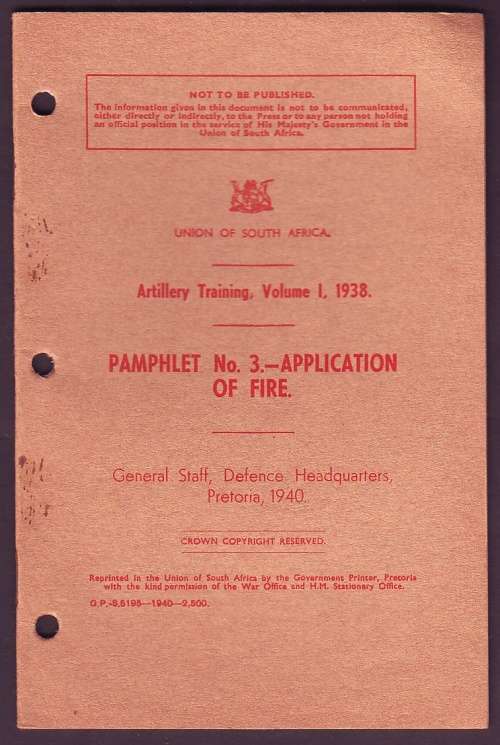 NOT TO BE PUBLISHED.
The information given in this document is not to be communicated,
either directly or indirectly, to the Press or to any person not holding
an official position in the service of His Majesty's Government in the
Union of South Africa.
UNION OF SOUTH AFRICA.
Artillery Training, Volume I, 1938.
PAMPHLET No. 3.—APPLICATION
OF FIRE.
General Staff, Defence Headquarters,
Pretoria, 1940.
CROWN COPYRIGHT RESERVED.
Reprinted in the Union of South Africa by the Government Printer, Pretoria
with the kind permission of the War Office and H.M. Stationary Office.
G.P.-S.5195—1940—2,500.